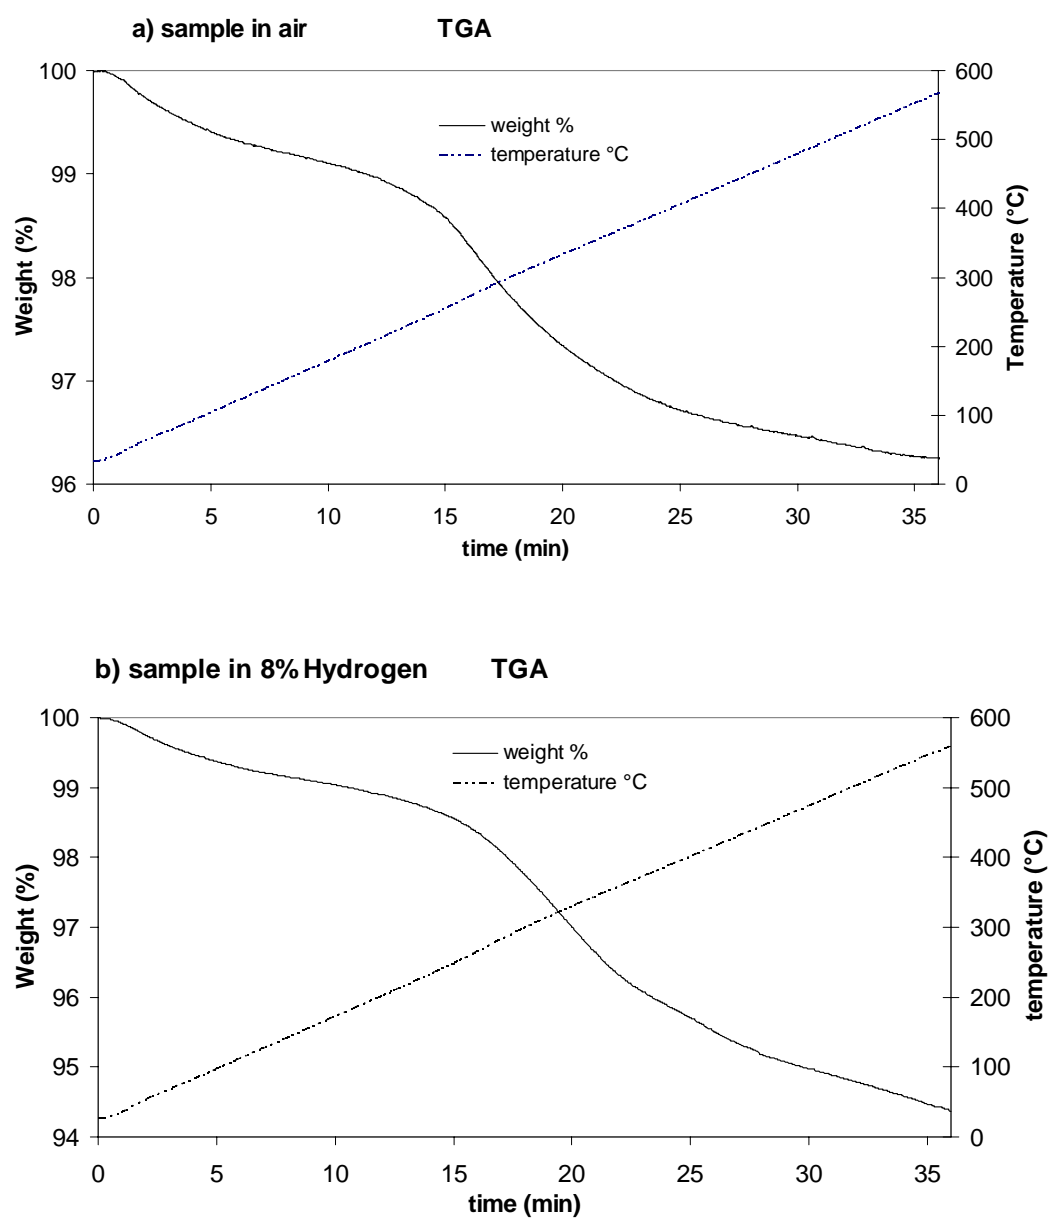 a) sample in air TGA
100
99
98
97
96
Weight (%)
weight %
temperature °C
600
500
400
300
200
100
0
Temperature (°C)
0 5 10 15 20 25 30 35
time (min)
b) sample in 8% Hydrogen TGA
100
99
98
97
96
95
94
Weight (%)
weight %
temperature °C
600
500
400
300
200
100
0
temperature (°C)
0 5 10 15 20 25 30 35
time (min)